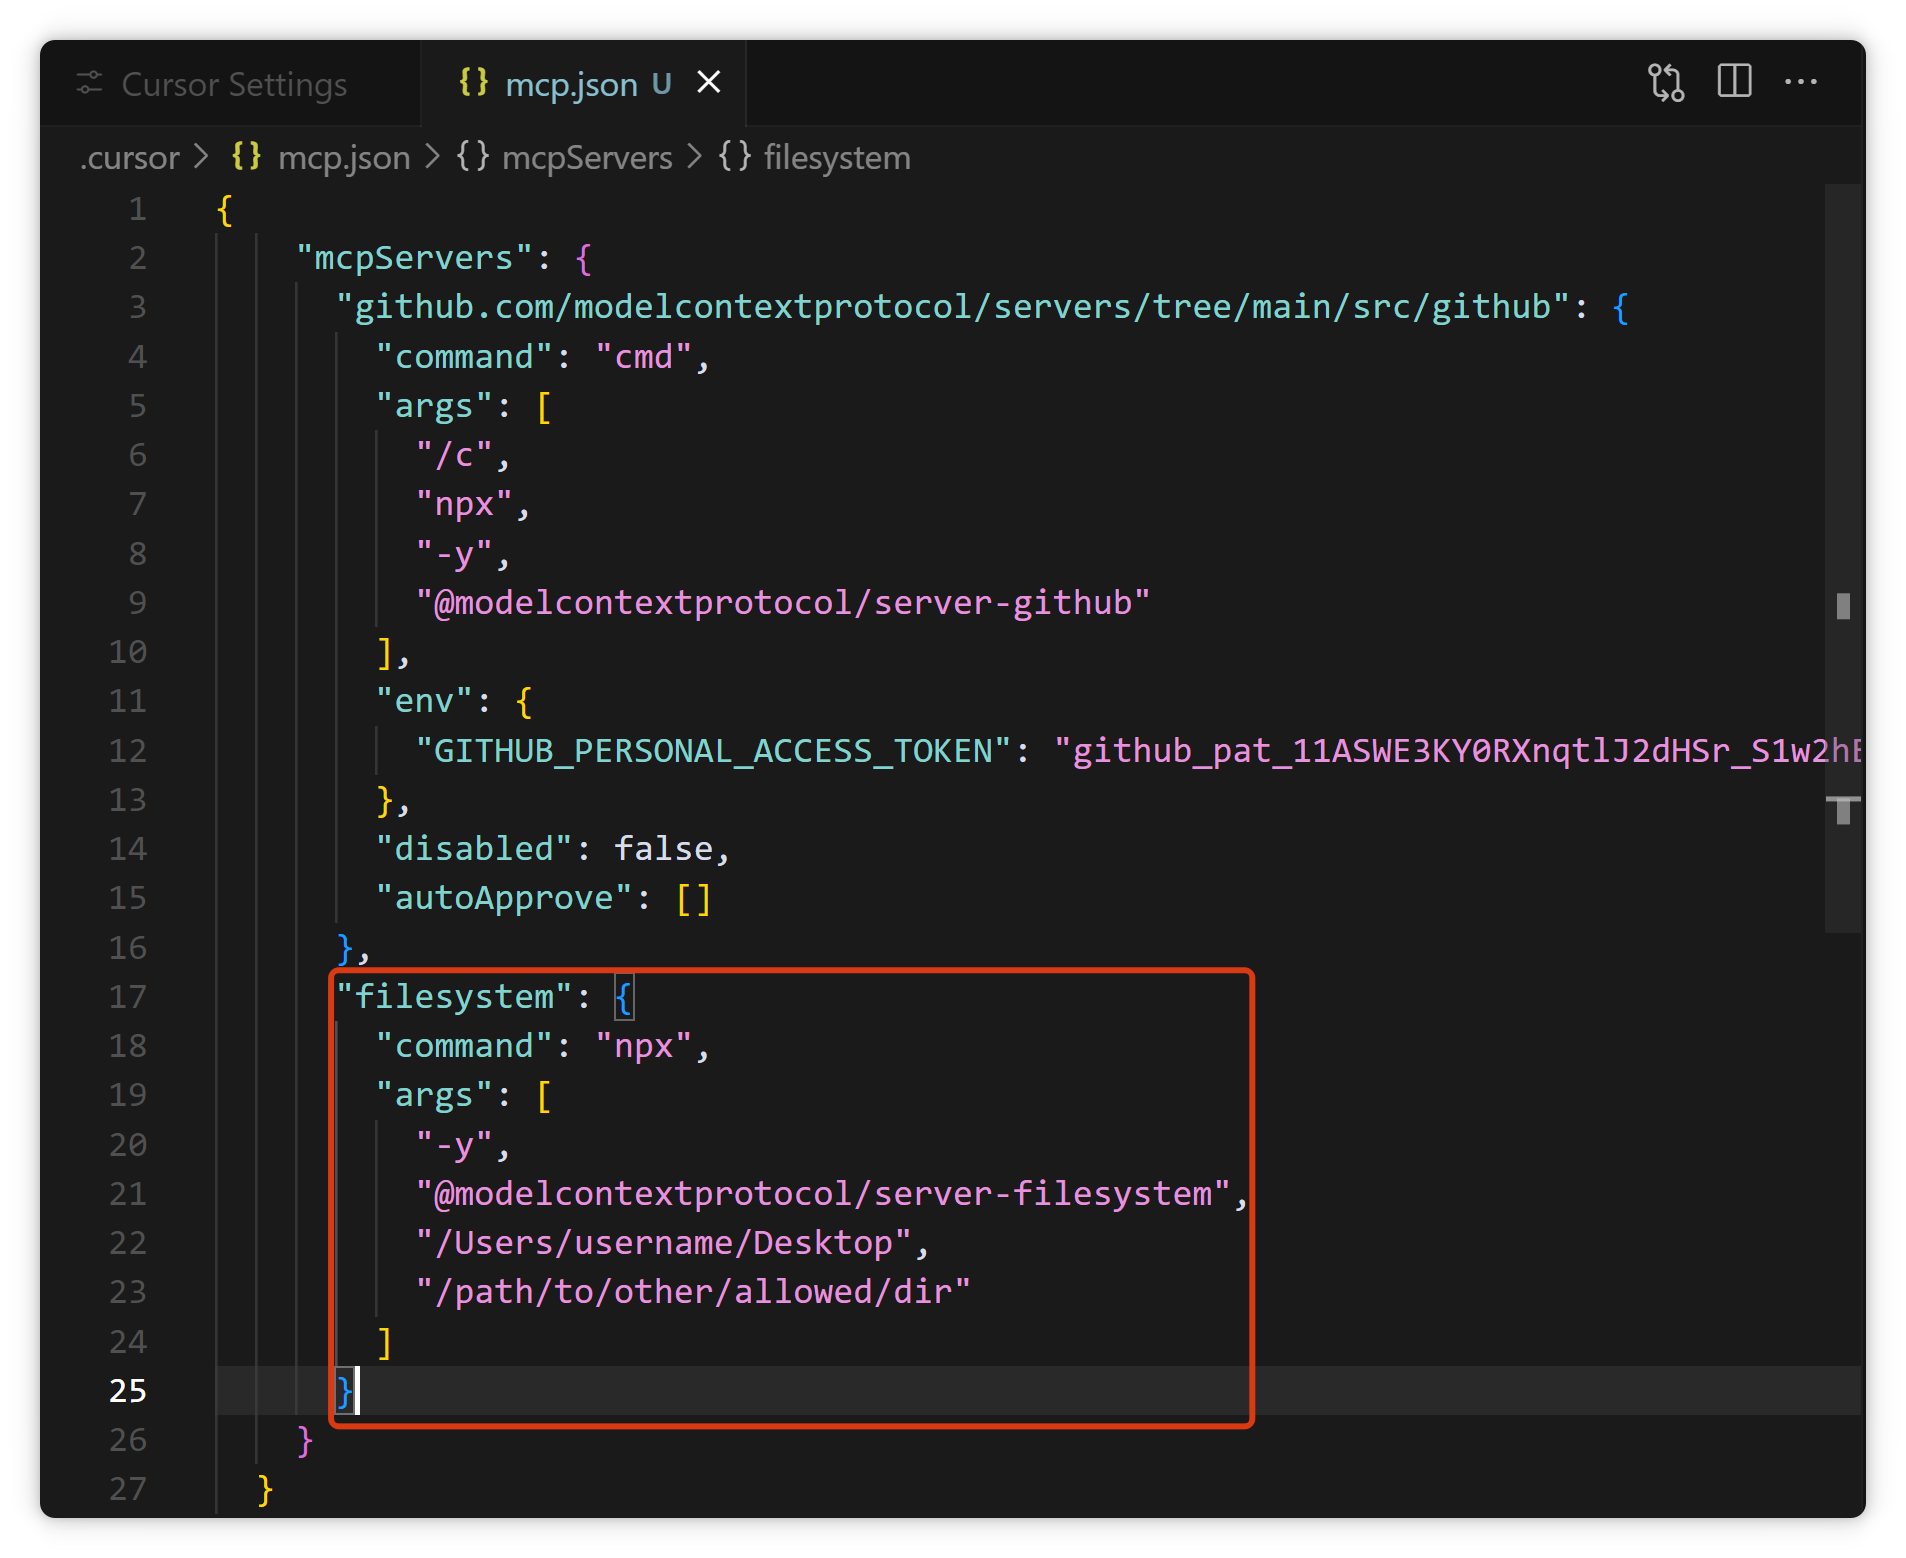 Cursor Settings
{} mcp.json U
.cursor > {} mcp.json > {} mcpServers > {} filesystem
1 {
2 "mcpServers": {
3 "github.com/modelcontextprotocol/servers/tree/main/src/github": {
4 "command": "cmd",
5 "args": [
6 "/c",
7 "npx",
8 "-y",
9 "@modelcontextprotocol/server-github"
10 ],
11 "env": {
12 "GITHUB_PERSONAL_ACCESS_TOKEN": "github_pat_11ASWE3KY0RXnqtlJ2dHSr_S1w2h
13 },
14 "disabled": false,
15 "autoApprove": []
16 },
17 "filesystem": {
18 "command": "npx",
19 "args": [
20 "-y",
21 "@modelcontextprotocol/server-filesystem",
22 "/Users/username/Desktop",
23 "/path/to/other/allowed/dir"
24 ]
25 }
26 }
27 }